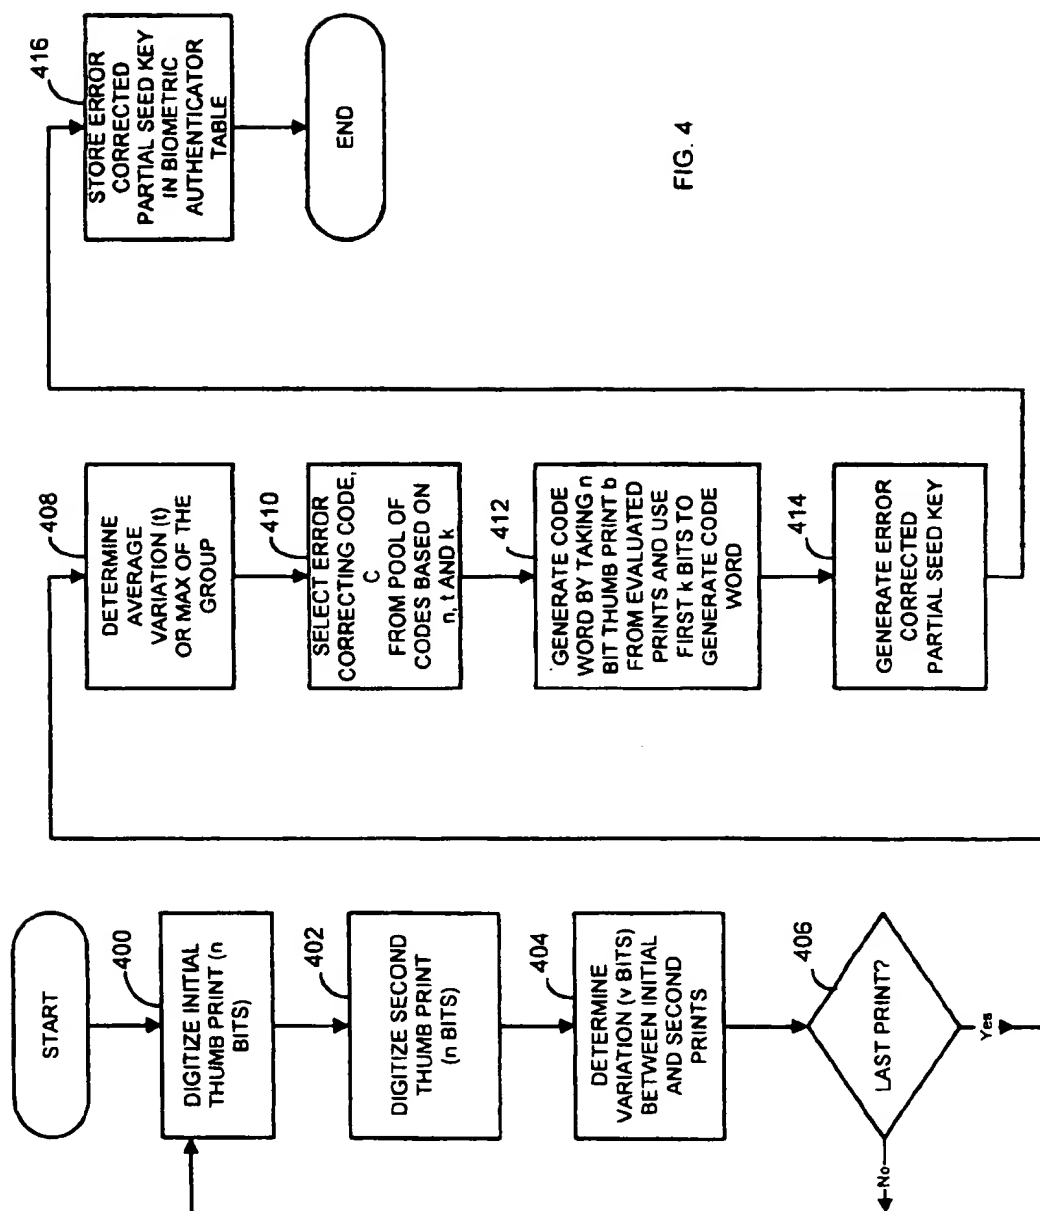 START
400
DIGITIZE INITIAL
THUMB PRINT (n
BITS)
402
DIGITIZE SECOND
THUMB PRINT
(n BITS)
404
DETERMINE
VARIATION (v BITS)
BETWEEN INITIAL
AND SECOND
PRINTS
406
LAST PRINT?
No
Yes
408
DETERMINE
AVERAGE
VARIATION (t)
OR MAX OF THE
GROUP
410
SELECT ERROR
CORRECTING CODE,
C
FROM POOL OF
CODES BASED ON
n, t AND k
412
GENERATE CODE
WORD BY TAKING n
BIT THUMB PRINT b
FROM EVALUATED
PRINTS AND USE
FIRST k BITS TO
GENERATE CODE
WORD
414
GENERATE ERROR
CORRECTED
PARTIAL SEED KEY
416
STORE ERROR
CORRECTED
PARTIAL SEED KEY
IN BIOMETRIC
AUTHENTICATOR
TABLE
END
FIG. 4